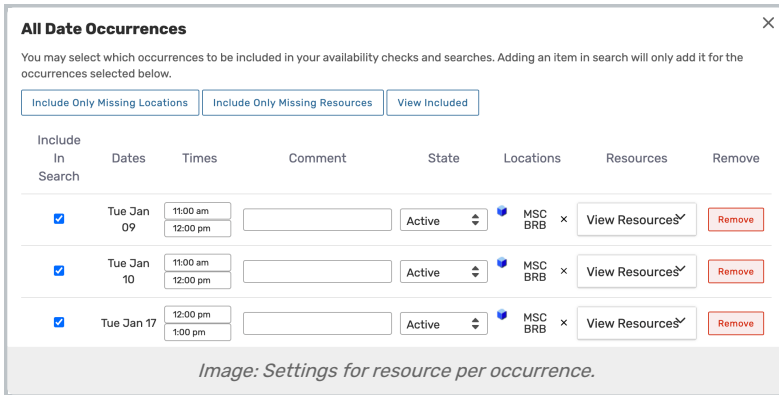 All Date Occurrences
×
You may select which occurrences to be included in your availability checks and searches. Adding an item in search will only add it for the
occurrences selected below.
Include Only Missing Locations Include Only Missing Resources View Included
Include
In
Search
Dates Times Comment State Locations Resources Remove
Tue Jan
09
11:00 am
12:00 pm
Active
MSC
BRB
×
View Resources
Remove
Tue Jan
10
11:00 am
12:00 pm
Active
MSC
BRB
×
View Resources
Remove
Tue Jan 17
12:00 pm
1:00 pm
Active
MSC
BRB
×
View Resources
Remove
Image: Settings for resource per occurrence.